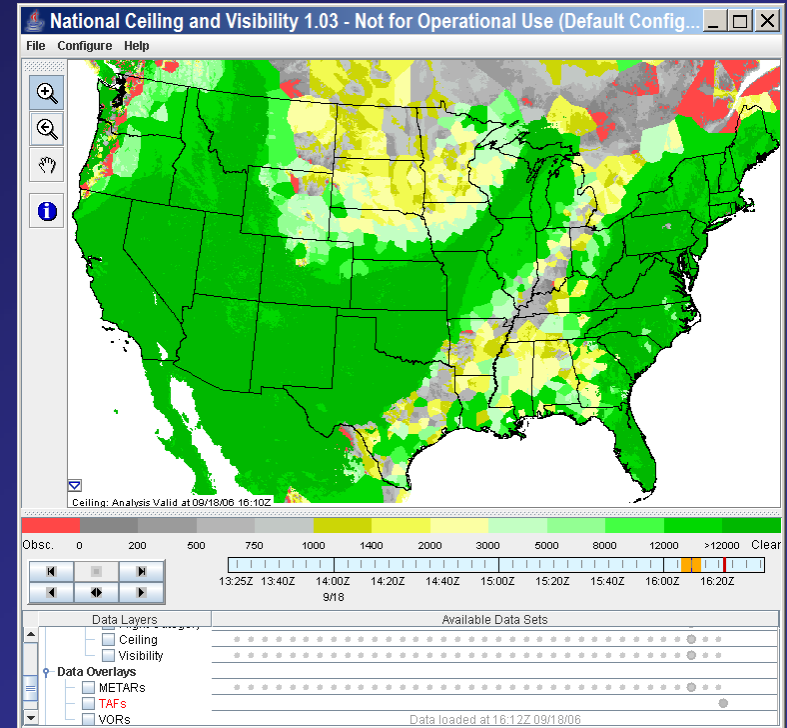 National Ceiling and Visibility 1.03 - Not for Operational Use (Default Config...
File Configure Help
Ceiling: Analysis Valid at 09/18/06 16:10Z
Obsc. 0 200 500 750 1000 1400 2000 3000 5000 8000 12000 >12000 Clear
13:25Z 13:40Z 14:00Z 14:20Z 14:40Z 15:00Z 15:20Z 15:40Z 16:00Z 16:20Z
9/18
Data Layers Available Data Sets
Ceiling
Visibility
Data Overlays
METARs
TAFs
VORs Data loaded at 16:12Z 09/18/06